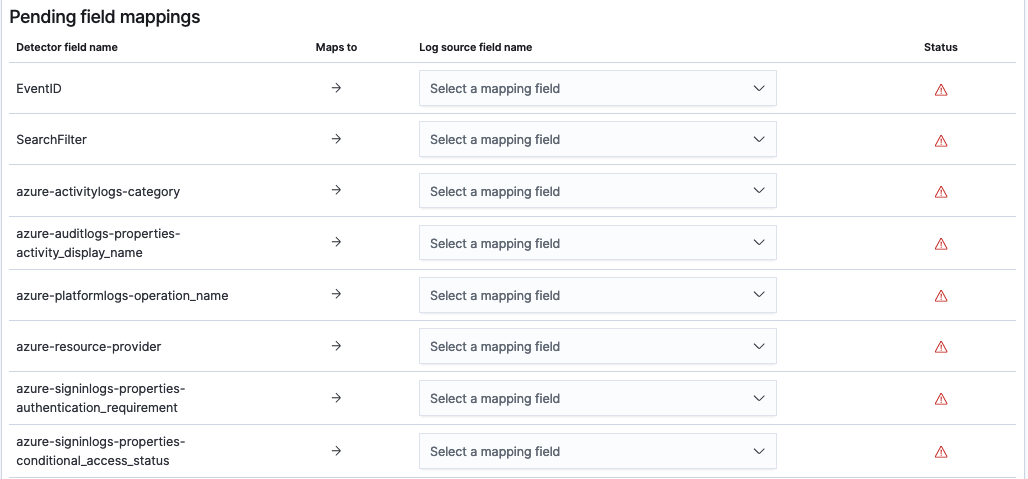 Pending field mappings
Detector field name Maps to Log source field name Status
EventID → Select a mapping field
SearchFilter → Select a mapping field
azure-activitylogs-category → Select a mapping field
azure-auditlogs-properties-
activity_display_name → Select a mapping field
azure-platformlogs-operation_name → Select a mapping field
azure-resource-provider → Select a mapping field
azure-signinlogs-properties-
authentication_requirement → Select a mapping field
azure-signinlogs-properties-
conditional_access_status → Select a mapping field